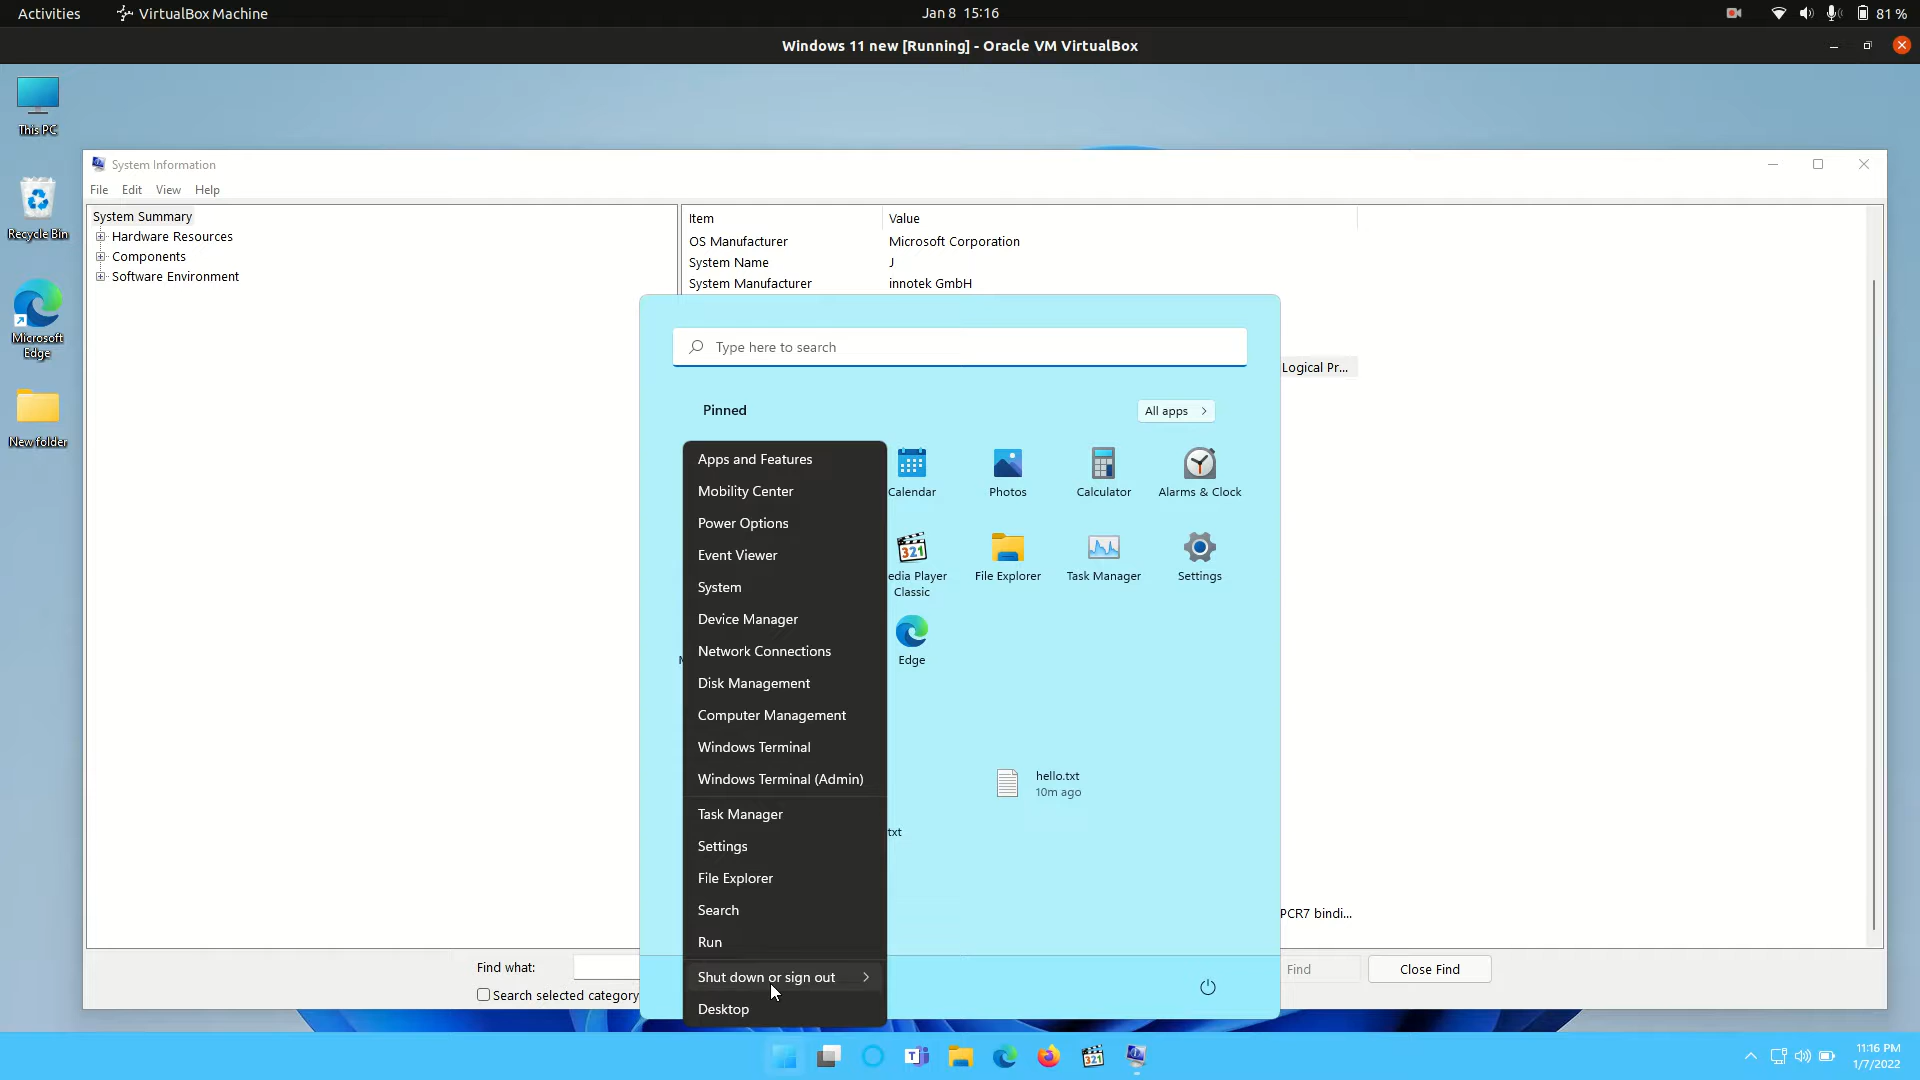 Activities
VirtualBox Machine
Jan 8 15:16
81 %
Windows 11 new [Running] - Oracle VM VirtualBox
This PC
Recycle Bin
Microsoft
Edge
New folder
System Information
File Edit View Help
System Summary
Hardware Resources
Components
Software Environment
Item Value
OS Manufacturer Microsoft Corporation
System Name J
System Manufacturer innotek GmbH
Logical Pr...
PCR7 bindi...
Find what:
Search selected category
Find
Close Find
Type here to search
Pinned
All apps
Calendar
Photos
Calculator
Alarms & Clock
edia Player
Classic
File Explorer
Task Manager
Settings
Edge
hello.txt
10m ago
txt
Apps and Features
Mobility Center
Power Options
Event Viewer
System
Device Manager
Network Connections
Disk Management
Computer Management
Windows Terminal
Windows Terminal (Admin)
Task Manager
Settings
File Explorer
Search
Run
Shut down or sign out
Desktop
321
321
11:16 PM
1/7/2022